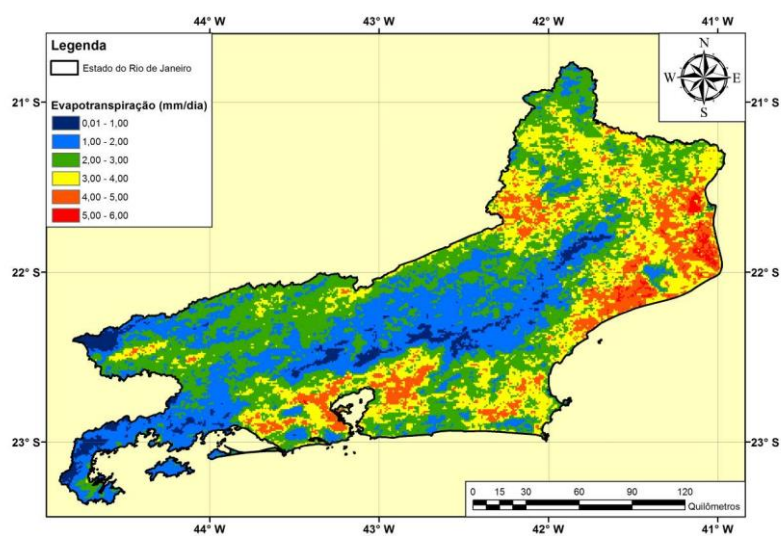 44° W 43° W 42° W 41° W
Legenda
Estado do Rio de Janeiro
Evapotranspiração (mm/dia)
0,01 - 1,00
1,00 - 2,00
2,00 - 3,00
3,00 - 4,00
4,00 - 5,00
5,00 - 6,00
N
W E
S
21° S 21° S
22° S 22° S
23° S 23° S
0 15 30 60 90 120
Quilômetros
44° W 43° W 42° W 41° W